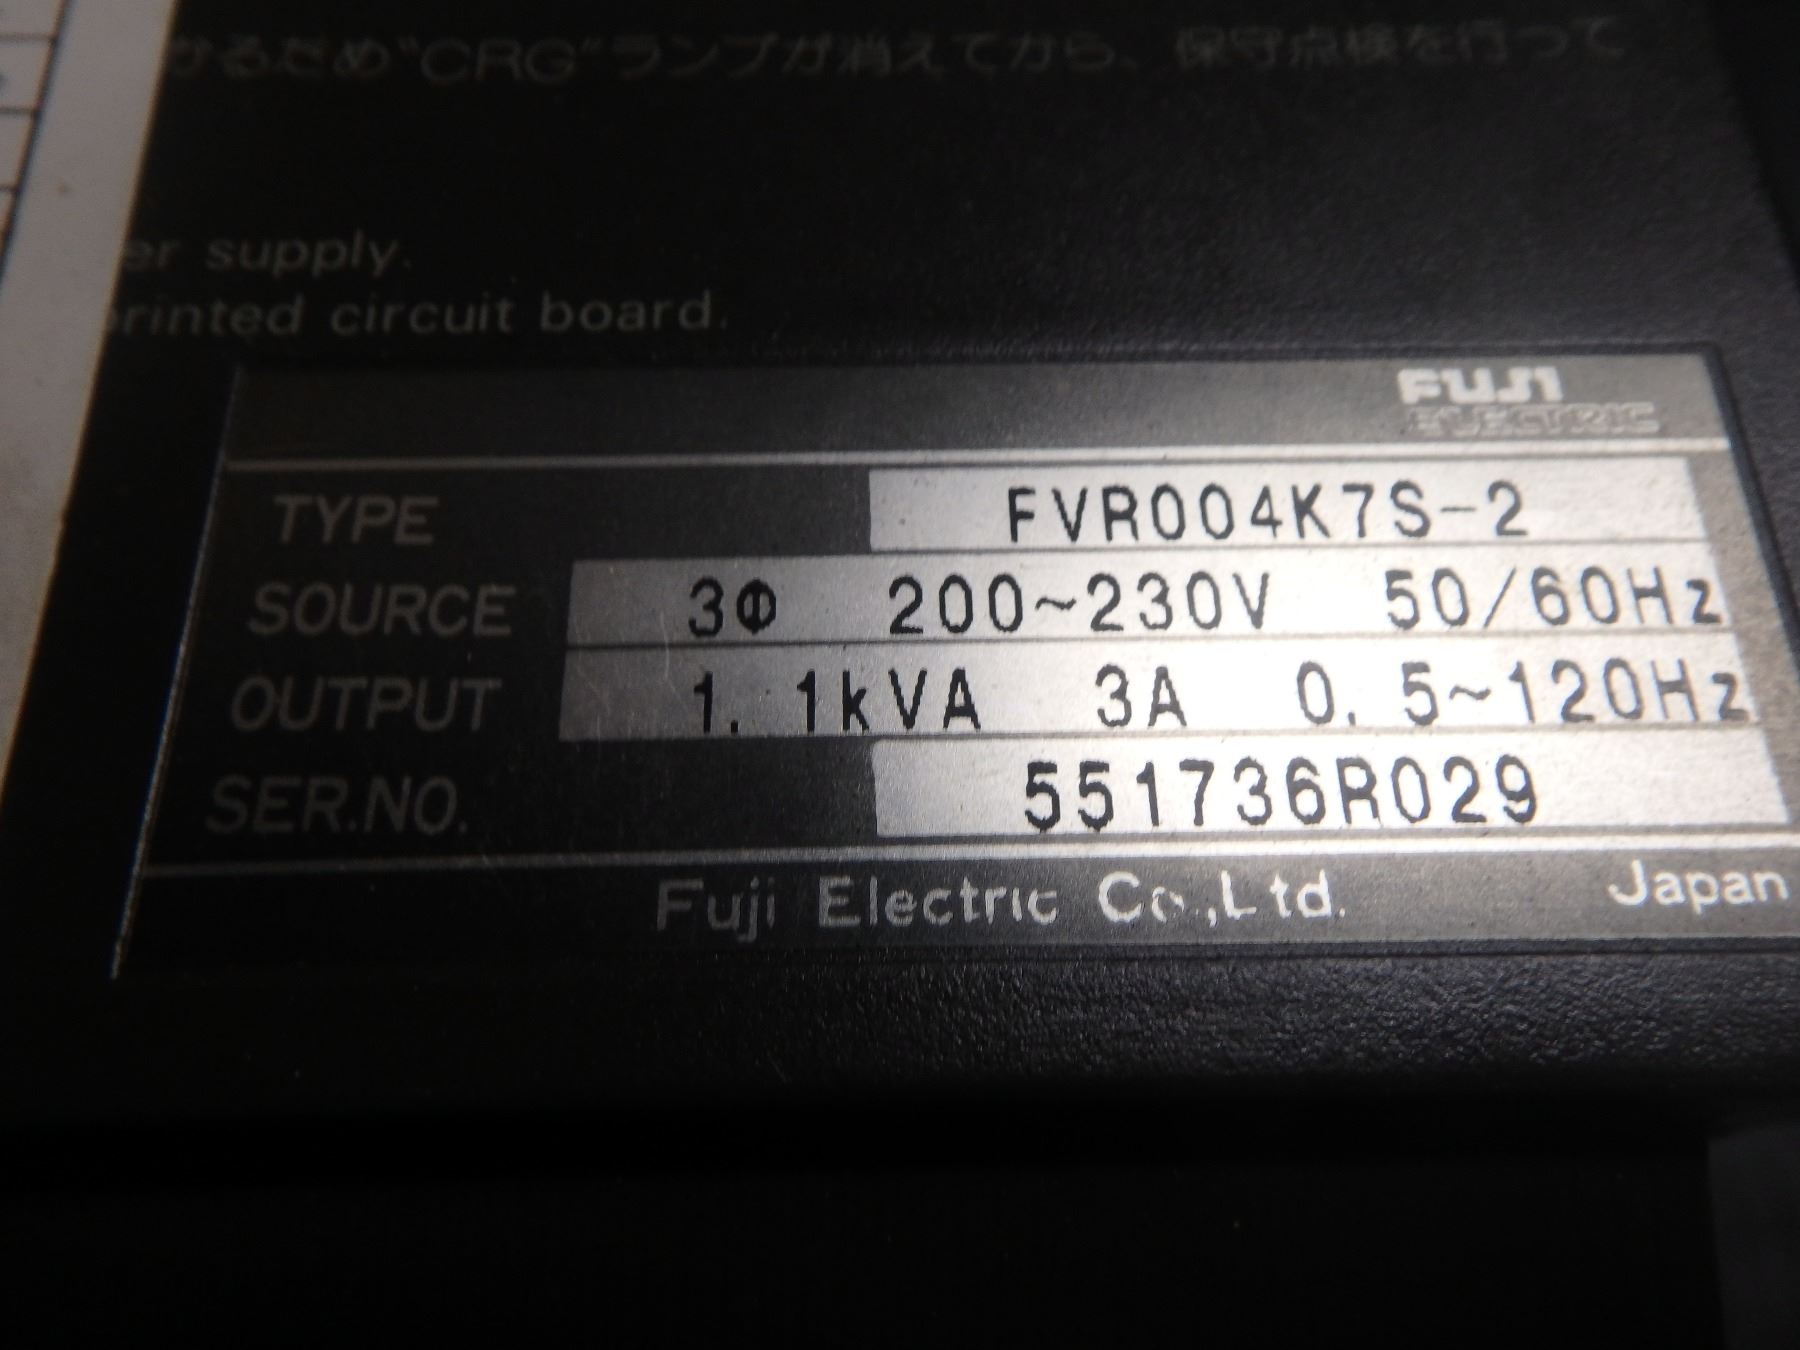 かるため"CRG"ランプが消えてから、保守点検を行って
er supply.
printed circuit board.
FUJI
ELECTRIC
TYPE FVR004K7S-2
SOURCE 3Φ 200~230V 50/60Hz
OUTPUT 1.1kVA 3A 0.5~120Hz
SER.NO. 551736R029
Fuji Electric Co.,Ltd. Japan